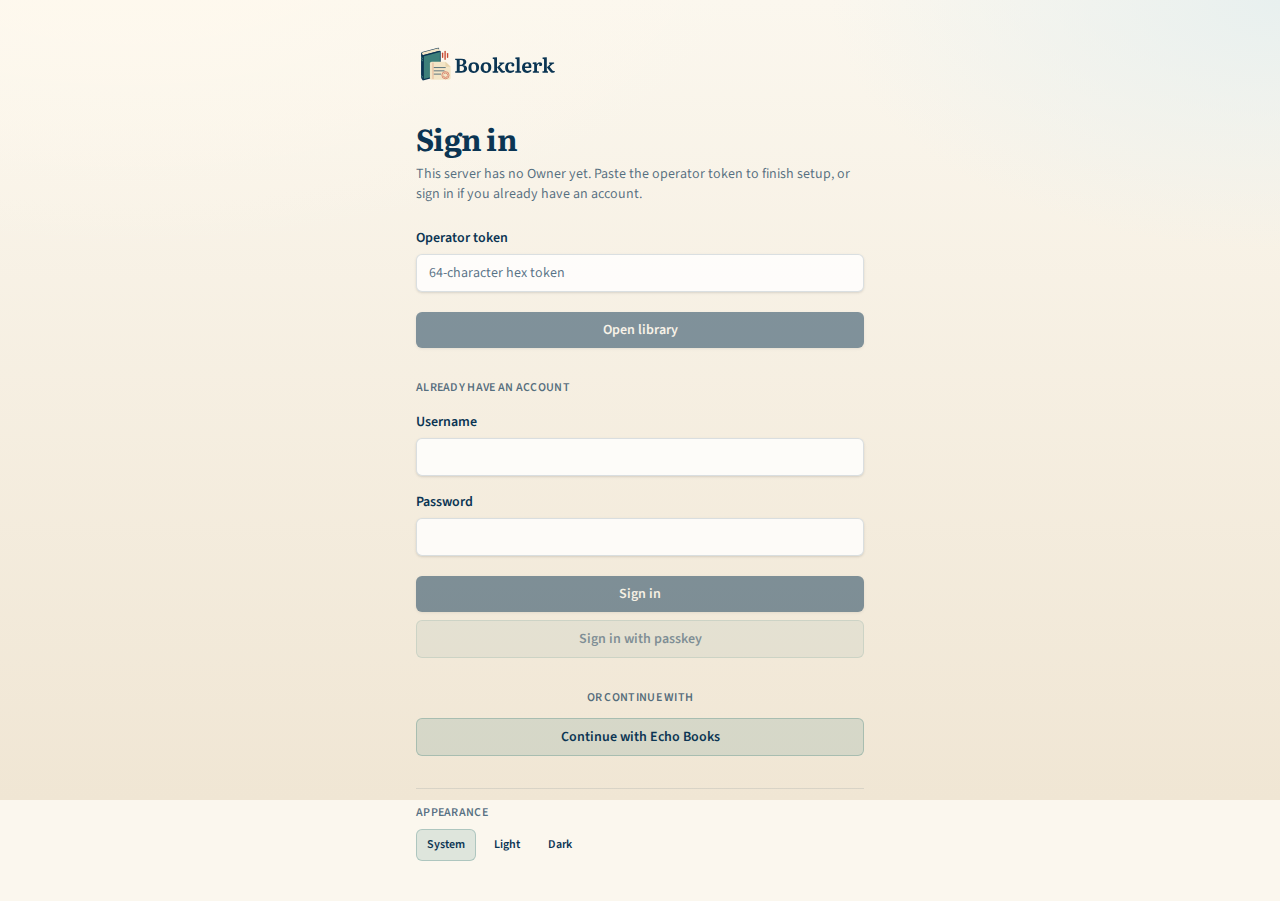 Bookclerk
Sign in
This server has no Owner yet. Paste the operator token to finish setup, or
sign in if you already have an account.
Operator token
64-character hex token
Open library
ALREADY HAVE AN ACCOUNT
Username
Password
Sign in
Sign in with passkey
OR CONTINUE WITH
Continue with Echo Books
APPEARANCE
System Light Dark